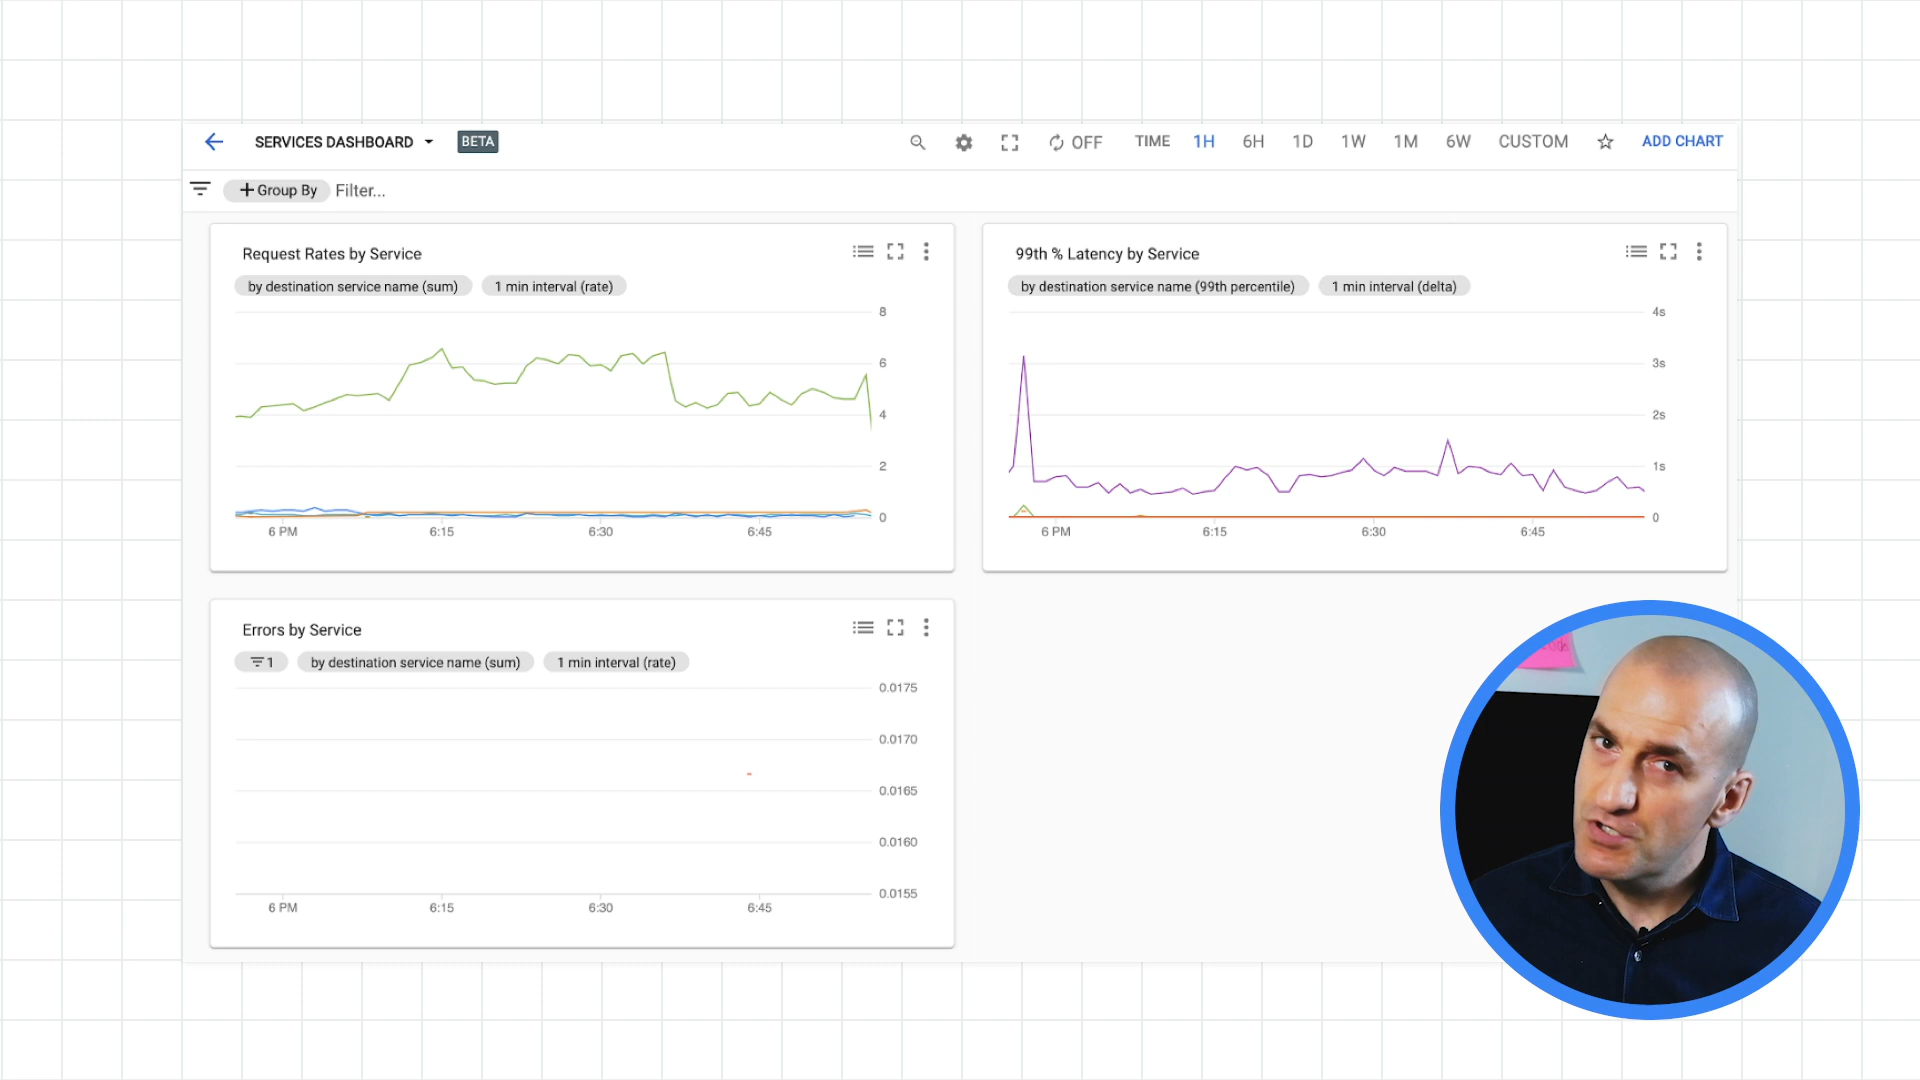 SERVICES DASHBOARD BETA OFF TIME 1H 6H 1D 1W 1M 6W CUSTOM ADD CHART
+ Group By Filter...
Request Rates by Service
by destination service name (sum) 1 min interval (rate)
8
6
4
2
0
6 PM 6:15 6:30 6:45
99th % Latency by Service
by destination service name (99th percentile) 1 min interval (delta)
4s
3s
2s
1s
0
6 PM 6:15 6:30 6:45
Errors by Service
1 by destination service name (sum) 1 min interval (rate)
0.0175
0.0170
0.0165
0.0160
0.0155
6 PM 6:15 6:30 6:45